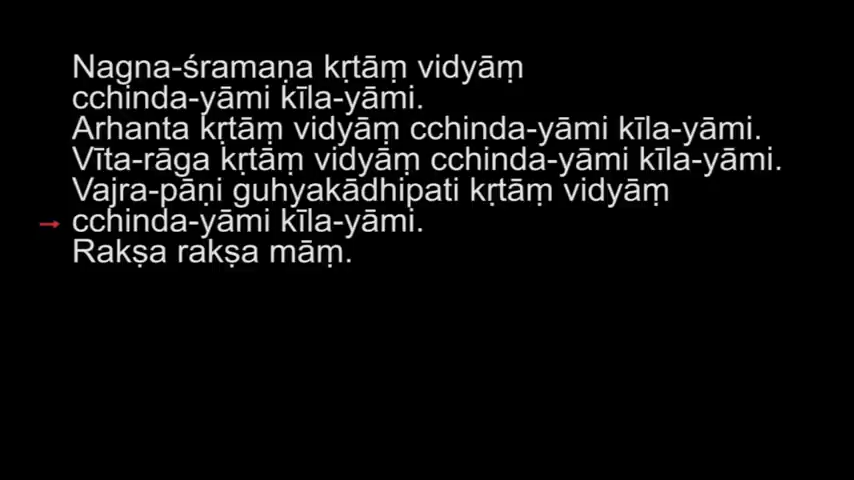 Nagna-śramaṇa kṛtāṃ vidyāṃ
cchinda-yāmi kīla-yāmi.
Arhanta kṛtāṃ vidyāṃ cchinda-yāmi kīla-yāmi.
Vīta-rāga kṛtāṃ vidyāṃ cchinda-yāmi kīla-yāmi.
Vajra-pāṇi guhyakādhipati kṛtāṃ vidyāṃ
cchinda-yāmi kīla-yāmi.
Rakṣa rakṣa māṃ.